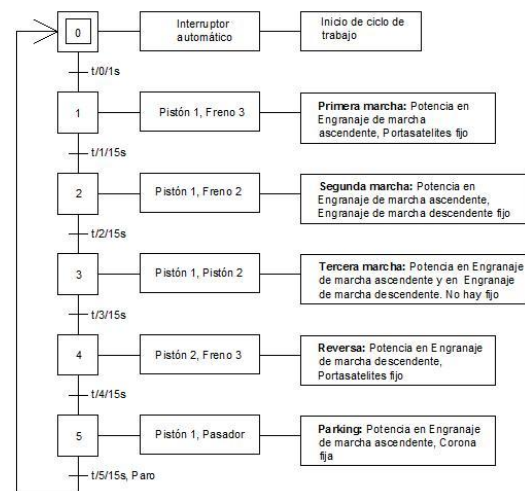 0
Interruptor
automático
Inicio de ciclo de
trabajo
t/0/1s
1
Pistón 1, Freno 3
Primera marcha: Potencia en
Engranaje de marcha
ascendente, Portasatelites fijo
t/1/15s
2
Pistón 1, Freno 2
Segunda marcha: Potencia en
Engranaje de marcha ascendente,
Engranaje de marcha descendente fijo
t/2/15s
3
Pistón 1, Pistón 2
Tercera marcha: Potencia en Engranaje
de marcha ascendente y en Engranaje
de marcha descendente. No hay fijo
t/3/15s
4
Pistón 2, Freno 3
Reversa: Potencia en Engranaje
de marcha descendente,
Portasatelites fijo
t/4/15s
5
Pistón 1, Pasador
Parking: Potencia en Engranaje
de marcha ascendente, Corona
fija
t/5/15s, Paro